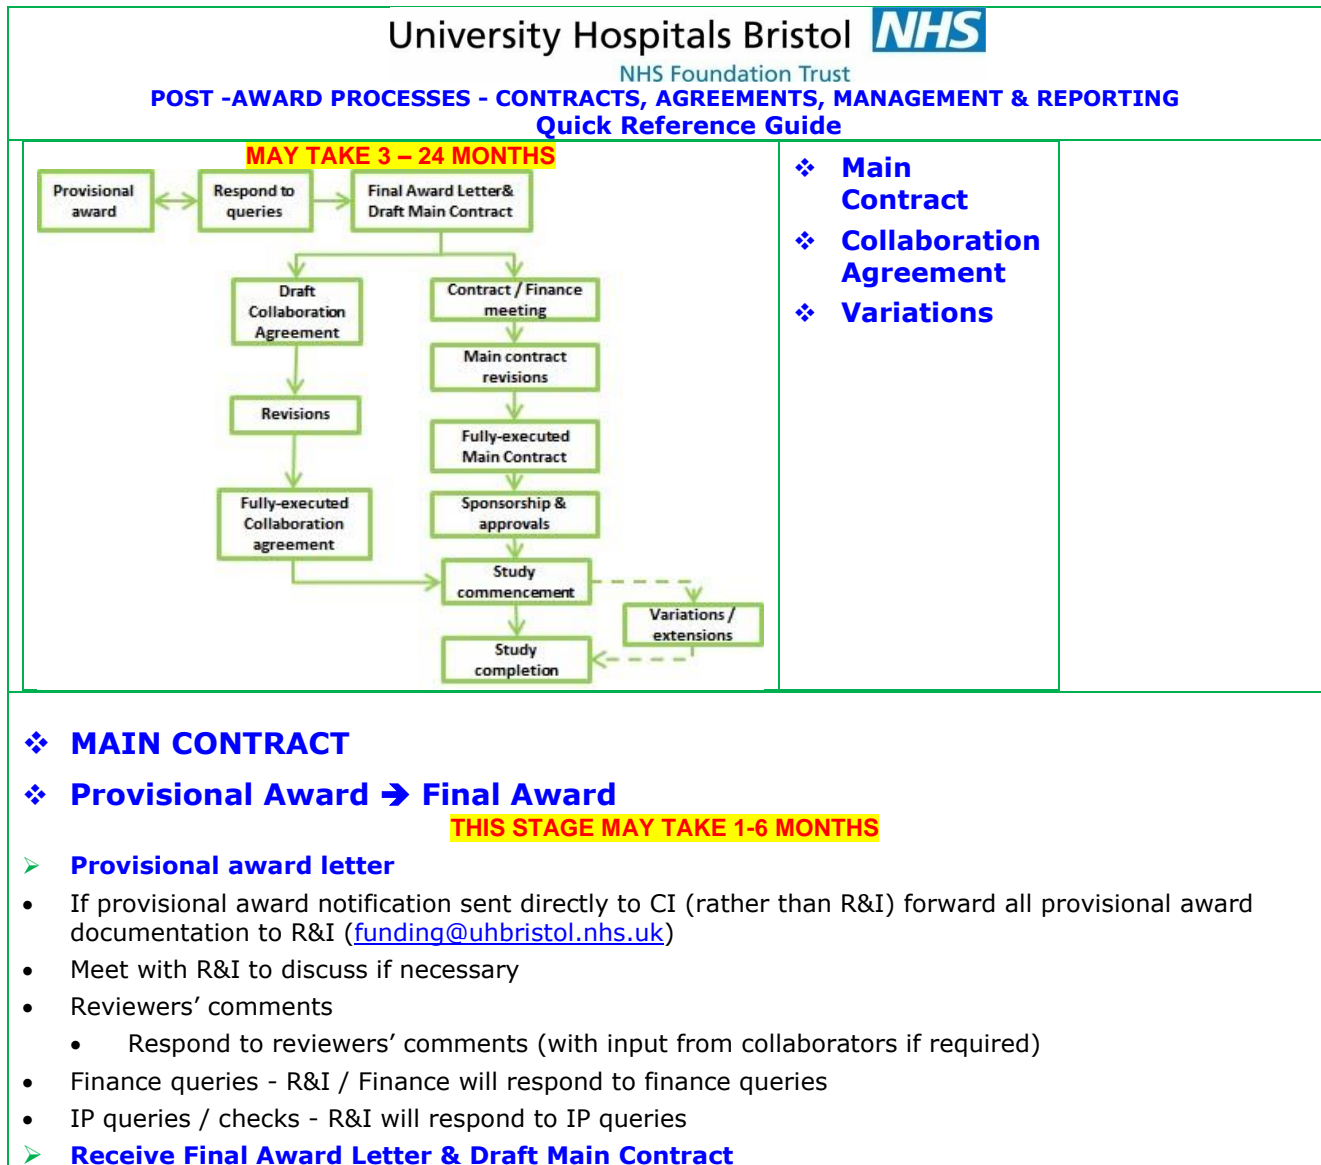 University Hospitals Bristol NHS
NHS Foundation Trust
POST -AWARD PROCESSES - CONTRACTS, AGREEMENTS, MANAGEMENT & REPORTING
Quick Reference Guide
MAY TAKE 3 – 24 MONTHS
Provisional
award
Respond to
queries
Final Award Letter&
Draft Main Contract
Draft
Collaboration
Agreement
Revisions
Fully-executed
Collaboration
agreement
Contract / Finance
meeting
Main contract
revisions
Fully-executed
Main Contract
Sponsorship &
approvals
Study
commencement
Variations /
extensions
Study
completion
❖ Main
Contract
❖ Collaboration
Agreement
❖ Variations
❖ MAIN CONTRACT
❖ Provisional Award ➔ Final Award
THIS STAGE MAY TAKE 1-6 MONTHS
➢ Provisional award letter
• If provisional award notification sent directly to CI (rather than R&I) forward all provisional award
documentation to R&I (funding@uhbristol.nhs.uk)
• Meet with R&I to discuss if necessary
• Reviewers’ comments
• Respond to reviewers’ comments (with input from collaborators if required)
• Finance queries - R&I / Finance will respond to finance queries
• IP queries / checks - R&I will respond to IP queries
➢ Receive Final Award Letter & Draft Main Contract